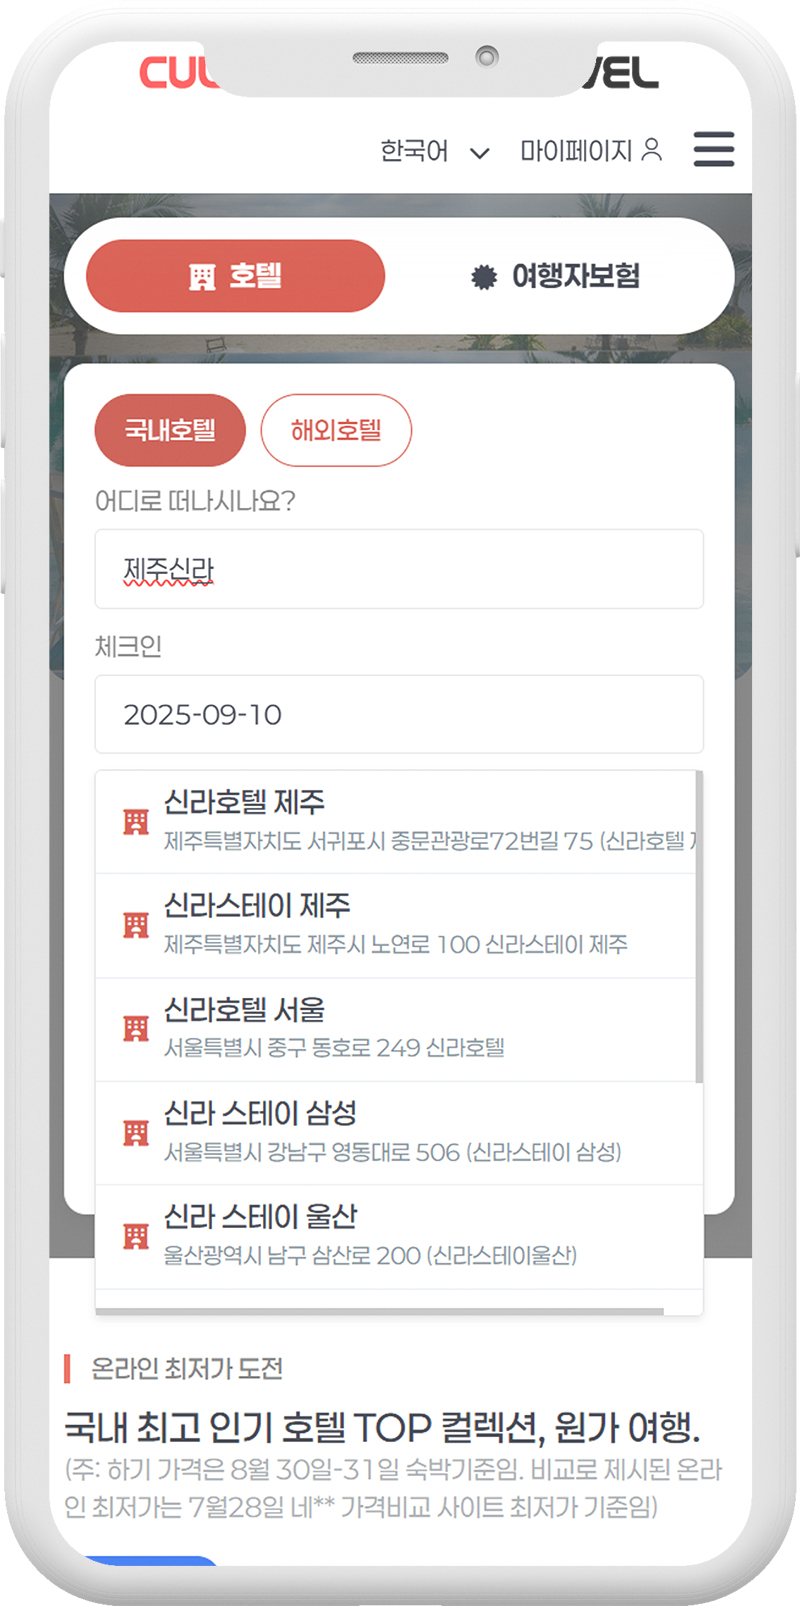 한국어 마이페이지
호텔 여행자보험
국내호텔 해외호텔
어디로 떠나시나요?
제주신라
체크인
2025-09-10
신라호텔 제주
제주특별자치도 서귀포시 중문관광로72번길 75 (신라호텔
신라스테이 제주
제주특별자치도 제주시 노연로 100 신라스테이 제주
신라호텔 서울
서울특별시 중구 동호로 249 신라호텔
신라 스테이 삼성
서울특별시 강남구 영동대로 506 (신라스테이 삼성)
신라 스테이 울산
울산광역시 남구 삼산로 200 (신라스테이울산)
온라인 최저가 도전
국내 최고 인기 호텔 TOP 컬렉션, 원가 여행.
(주: 하기 가격은 8월 30일-31일 숙박기준임. 비교로 제시된 온라
인 최저가는 7월28일 네** 가격비교 사이트 최저가 기준임)